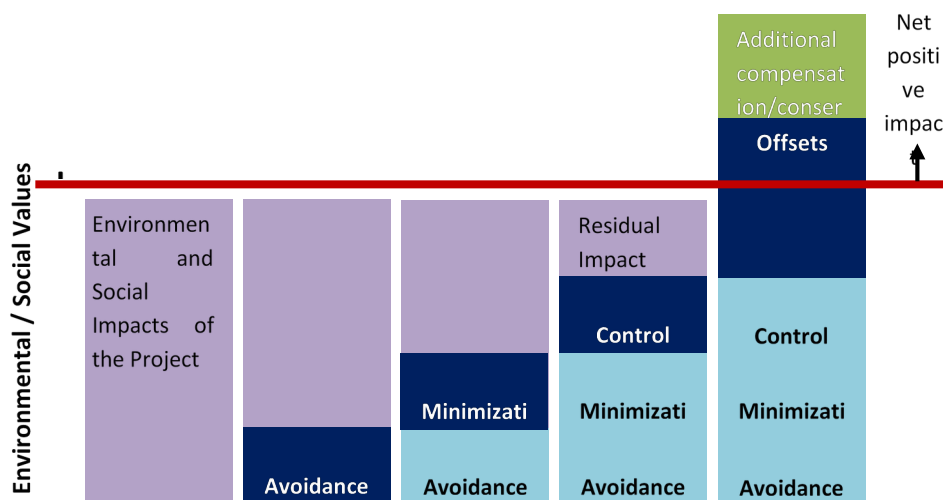 Environmental / Social Values
Environmen
tal and
Social
Impacts of
the Project
Avoidance
Minimizati
Avoidance
Residual
Impact
Control
Minimizati
Avoidance
Additional
compensat
ion/conser
Offsets
Control
Minimizati
Avoidance
Net
positi
ve
impac
t